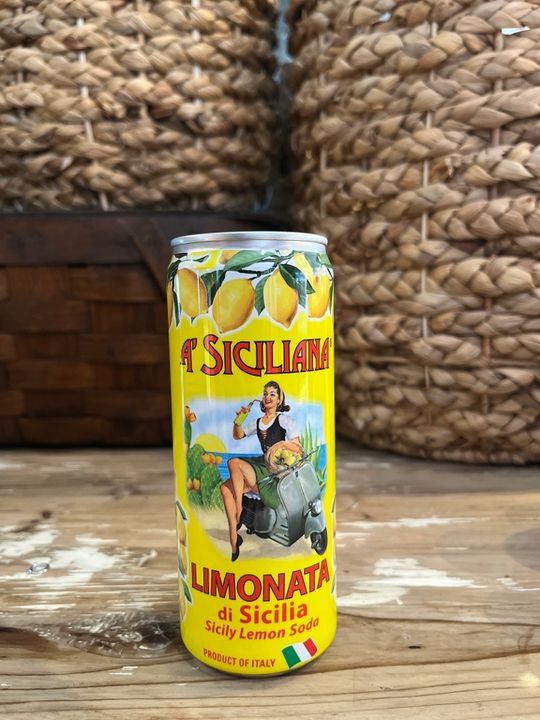 A' SICILIANA
LIMONATA
di Sicilia
Sicily Lemon Soda
PRODUCT OF ITALY